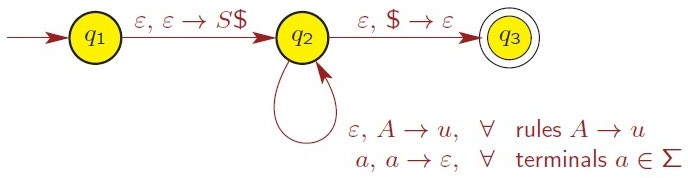 ε, ε → S$ ε, $ → ε
q1 q2 q3
ε, A → u, ∀ rules A → u
a, a → ε, ∀ terminals a ∈ Σ